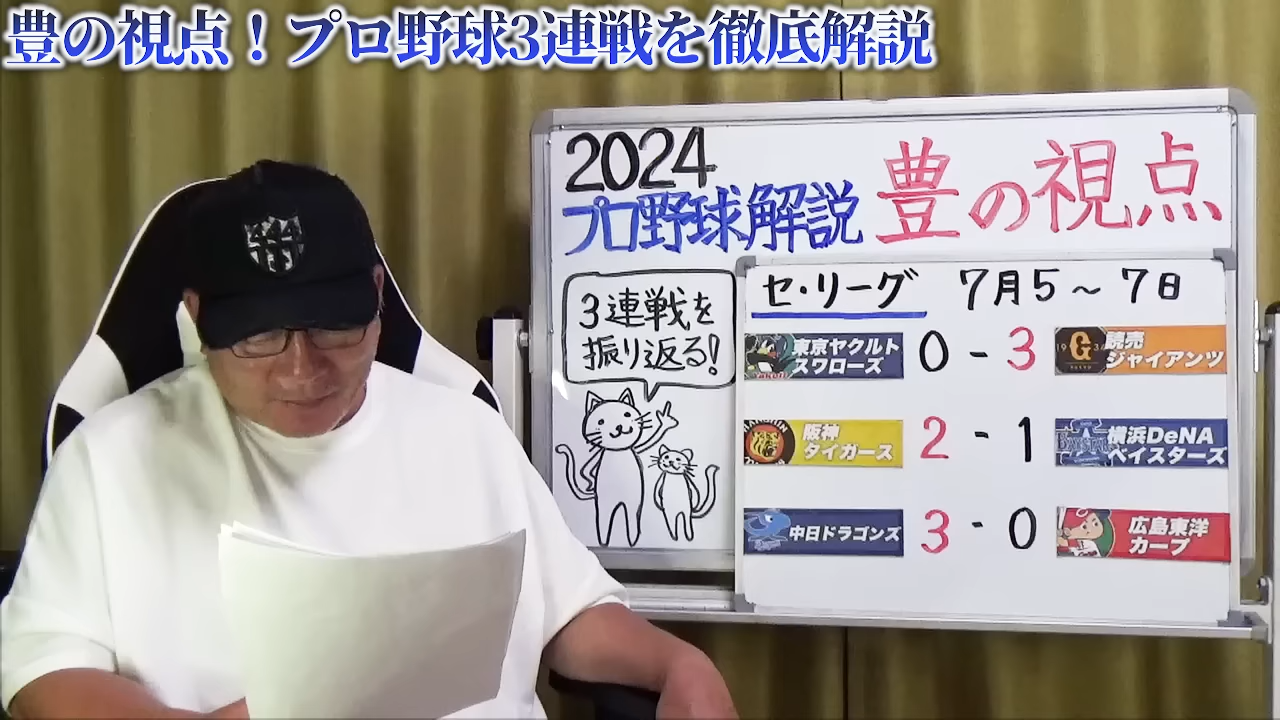 豊の視点！プロ野球3連戦を徹底解説
2024
プロ野球解説 豊の視点
3連戦を
振り返る!
セ・リーグ 7月5～7日
東京ヤクルト
スワローズ
0 - 3
読売
ジャイアンツ
阪神
タイガース
2 - 1
横浜DeNA
ベイスターズ
中日ドラゴンズ
3 - 0
広島東洋
カープ